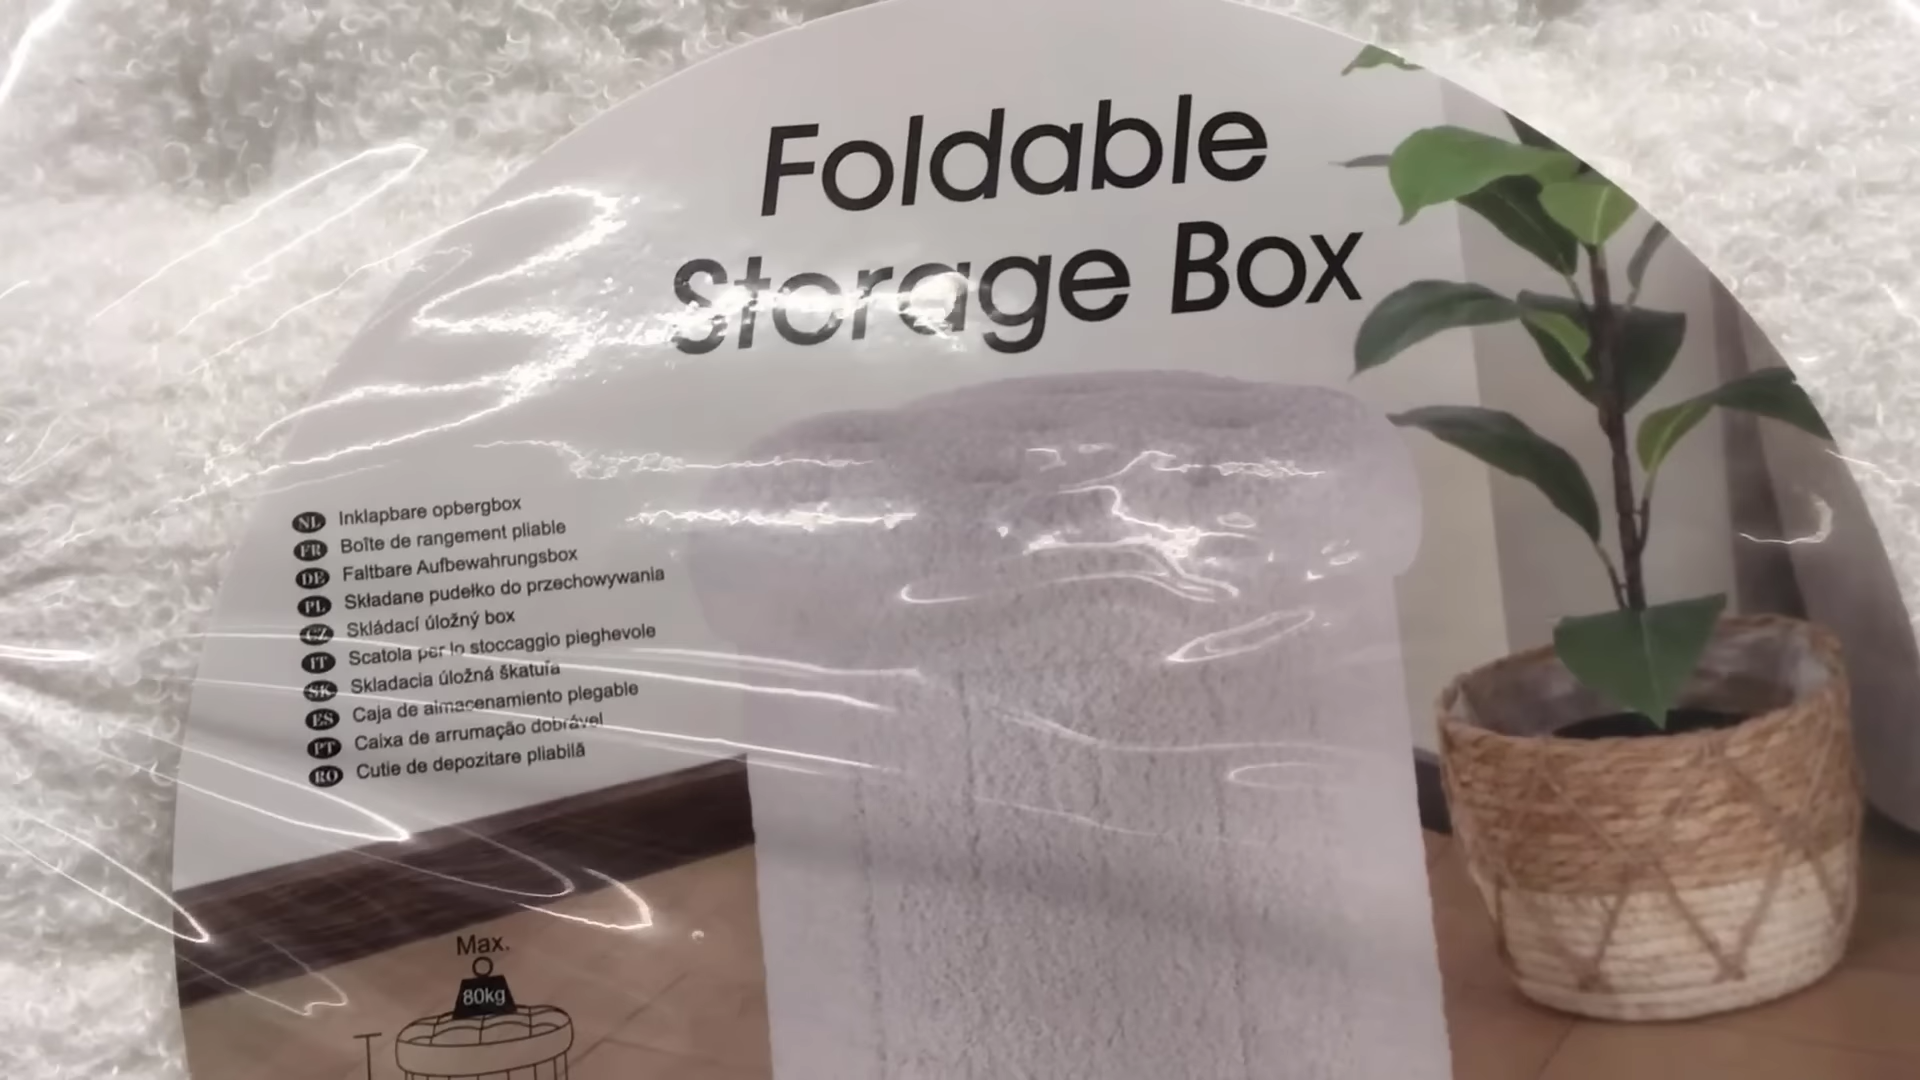 Foldable
Storage Box
NL Inklapbare opbergbox
FR Boîte de rangement pliable
DE Faltbare Aufbewahrungsbox
PL Składane pudełko do przechowywania
CZ Skládací úložný box
IT Scatola per lo stoccaggio pieghevole
SK Skladacia úložná škatuľa
ES Caja de almacenamiento plegable
PT Caixa de arrumação dobrável
RO Cutie de depozitare pliabilă
Max.
80kg